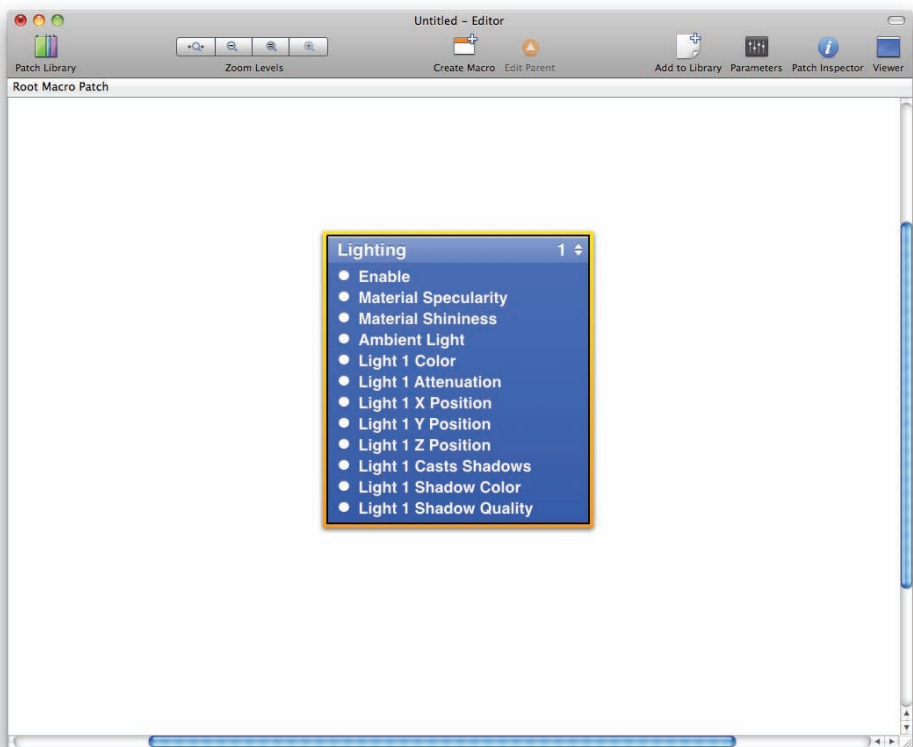 Untitled – Editor
Patch Library
Zoom Levels
Create Macro
Edit Parent
Add to Library
Parameters
Patch Inspector
Viewer
Root Macro Patch
Lighting 1
Enable
Material Specularity
Material Shininess
Ambient Light
Light 1 Color
Light 1 Attenuation
Light 1 X Position
Light 1 Y Position
Light 1 Z Position
Light 1 Casts Shadows
Light 1 Shadow Color
Light 1 Shadow Quality